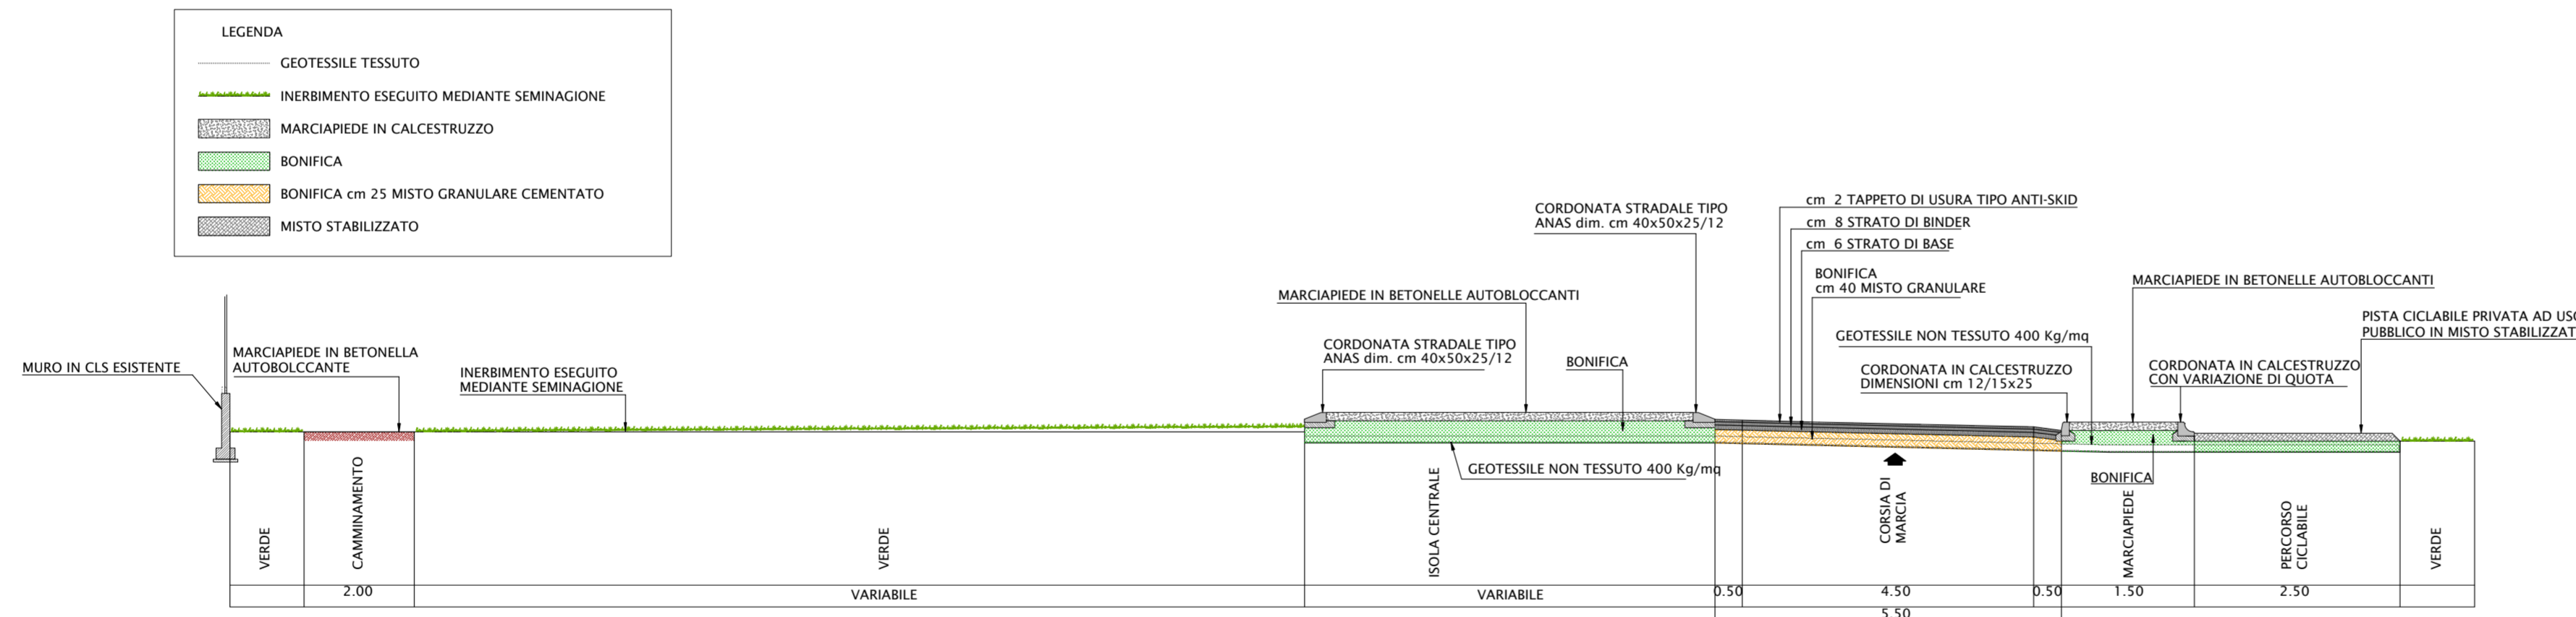 LEGENDA
GEOTESSILE TESSUTO
INERBIMENTO ESEGUITO MEDIANTE SEMINAGIONE
MARCIAPIEDE IN CALCESTRUZZO
BONIFICA
BONIFICA cm 25 MISTO GRANULARE CEMENTATO
MISTO STABILIZZATO
MURO IN CLS ESISTENTE
MARCIAPIEDE IN BETONELLA
AUTOBOLCCANTE
INERBIMENTO ESEGUITO
MEDIANTE SEMINAGIONE
MARCIAPIEDE IN BETONELLE AUTOBLOCCANTI
CORDONATA STRADALE TIPO
ANAS dim. cm 40x50x25/12
BONIFICA
CORDONATA STRADALE TIPO
ANAS dim. cm 40x50x25/12
GEOTESSILE NON TESSUTO 400 Kg/mq
cm 2 TAPPETO DI USURA TIPO ANTI-SKID
cm 8 STRATO DI BINDER
cm 6 STRATO DI BASE
BONIFICA
cm 40 MISTO GRANULARE
GEOTESSILE NON TESSUTO 400 Kg/mq
CORDONATA IN CALCESTRUZZO
DIMENSIONI cm 12/15x25
MARCIAPIEDE IN BETONELLE AUTOBLOCCANTI
CORDONATA IN CALCESTRUZZO
CON VARIAZIONE DI QUOTA
PISTA CICLABILE PRIVATA AD USO
PUBBLICO IN MISTO STABILIZZAT
BONIFICA
VERDE
CAMMINAMENTO
VERDE
ISOLA CENTRALE
CORSIA DI
MARCIA
MARCIAPIEDE
PERCORSO
CICLABILE
VERDE
2.00
VARIABILE
VARIABILE
0.50
4.50
0.50
1.50
2.50
5.50